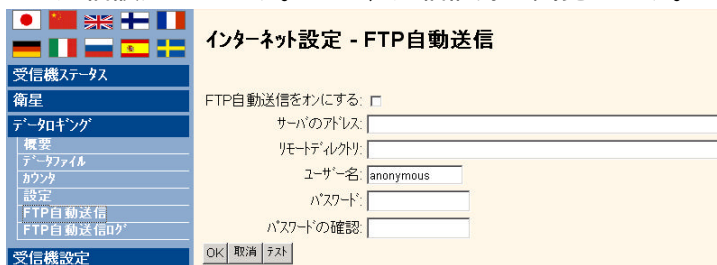 受信機ステータス
衛星
ﾃﾞｰﾀﾛｷﾞﾝｸﾞ
概要
ﾃﾞｰﾀﾌｧｲﾙ
ｶｳﾝﾀ
設定
FTP自動送信
FTP自動送信ﾛｸﾞ
受信機設定
インターネット設定 - FTP自動送信
FTP自動送信をオンにする:
サーバのアドレス:
リモートディレクトリ:
ユーザー名: anonymous
パスワード:
パスワードの確認:
OK 取消 ﾃｽﾄ